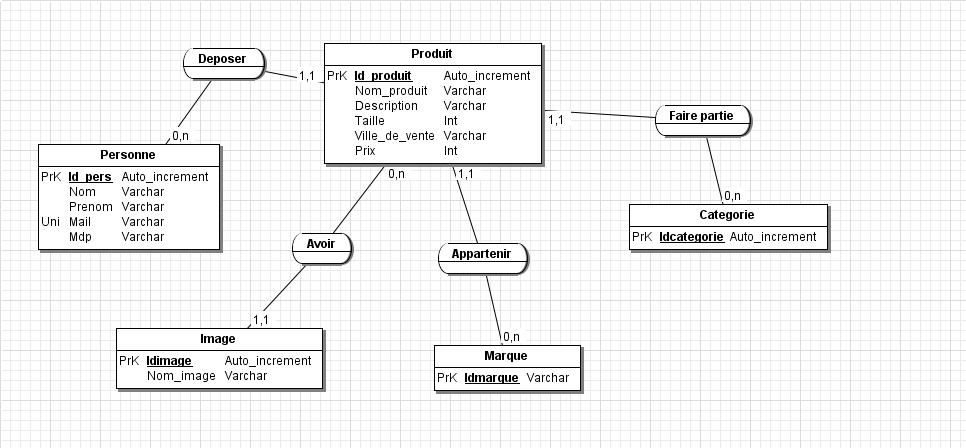 Deposer
1,1
0,n
Produit
PrK Id_produit Auto_increment
Nom_produit Varchar
Description Varchar
Taille Int
Ville_de_vente Varchar
Prix Int
1,1
Faire partie
0,n
Personne
PrK Id_pers Auto_increment
Nom Varchar
Prenom Varchar
Uni Mail Varchar
Mdp Varchar
0,n
1,1
Categorie
PrK Idcategorie Auto_increment
Avoir
Appartenir
1,1
0,n
Image
PrK Idimage Auto_increment
Nom_image Varchar
Marque
PrK Idmarque Varchar